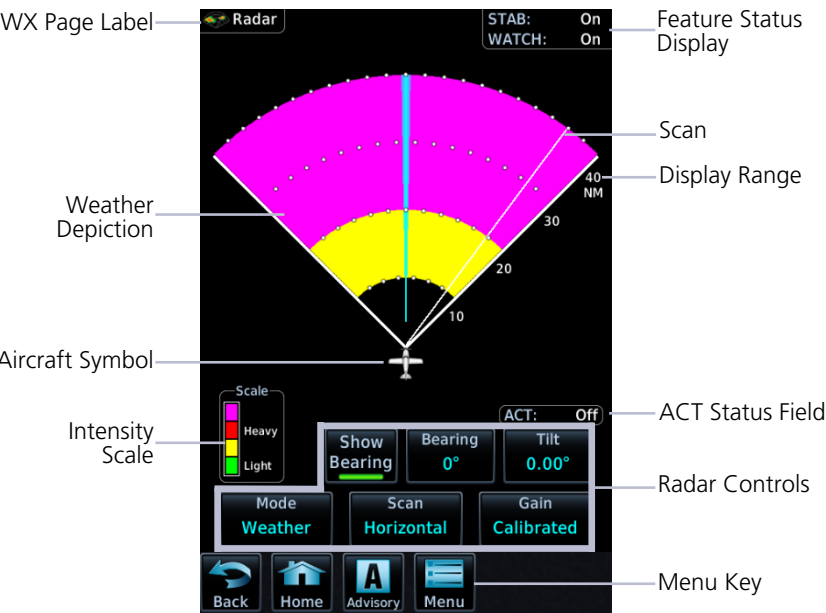 WX Page Label
Radar
STAB: On
WATCH: On
Feature Status
Display
Scan
Display Range
40
NM
30
20
10
Weather
Depiction
Aircraft Symbol
Scale
Heavy
Light
Intensity
Scale
ACT: Off
ACT Status Field
Show
Bearing
Bearing
0°
Tilt
0.00°
Radar Controls
Mode
Weather
Scan
Horizontal
Gain
Calibrated
Back
Home
A
Advisory
Menu
Menu Key